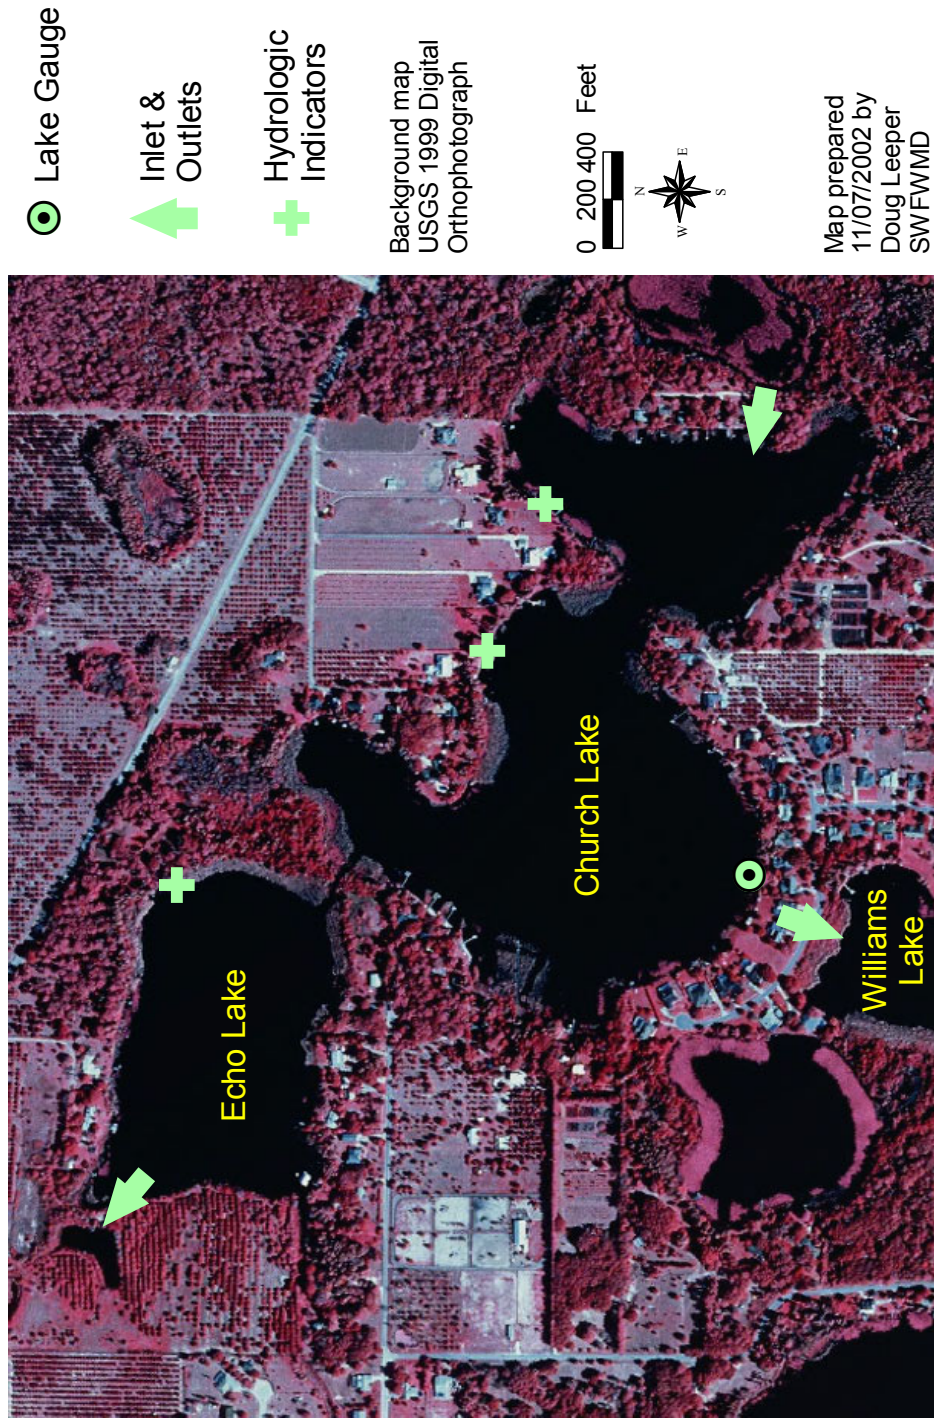 Lake Gauge
Inlet &
Outlets
Hydrologic
Indicators
Background map
USGS 1999 Digital
Orthophotograph
0 200 400 Feet
N
W
E
S
Map prepared
11/07/2002 by
Doug Leeper
SWFWMD
Echo Lake
Church Lake
Williams
Lake